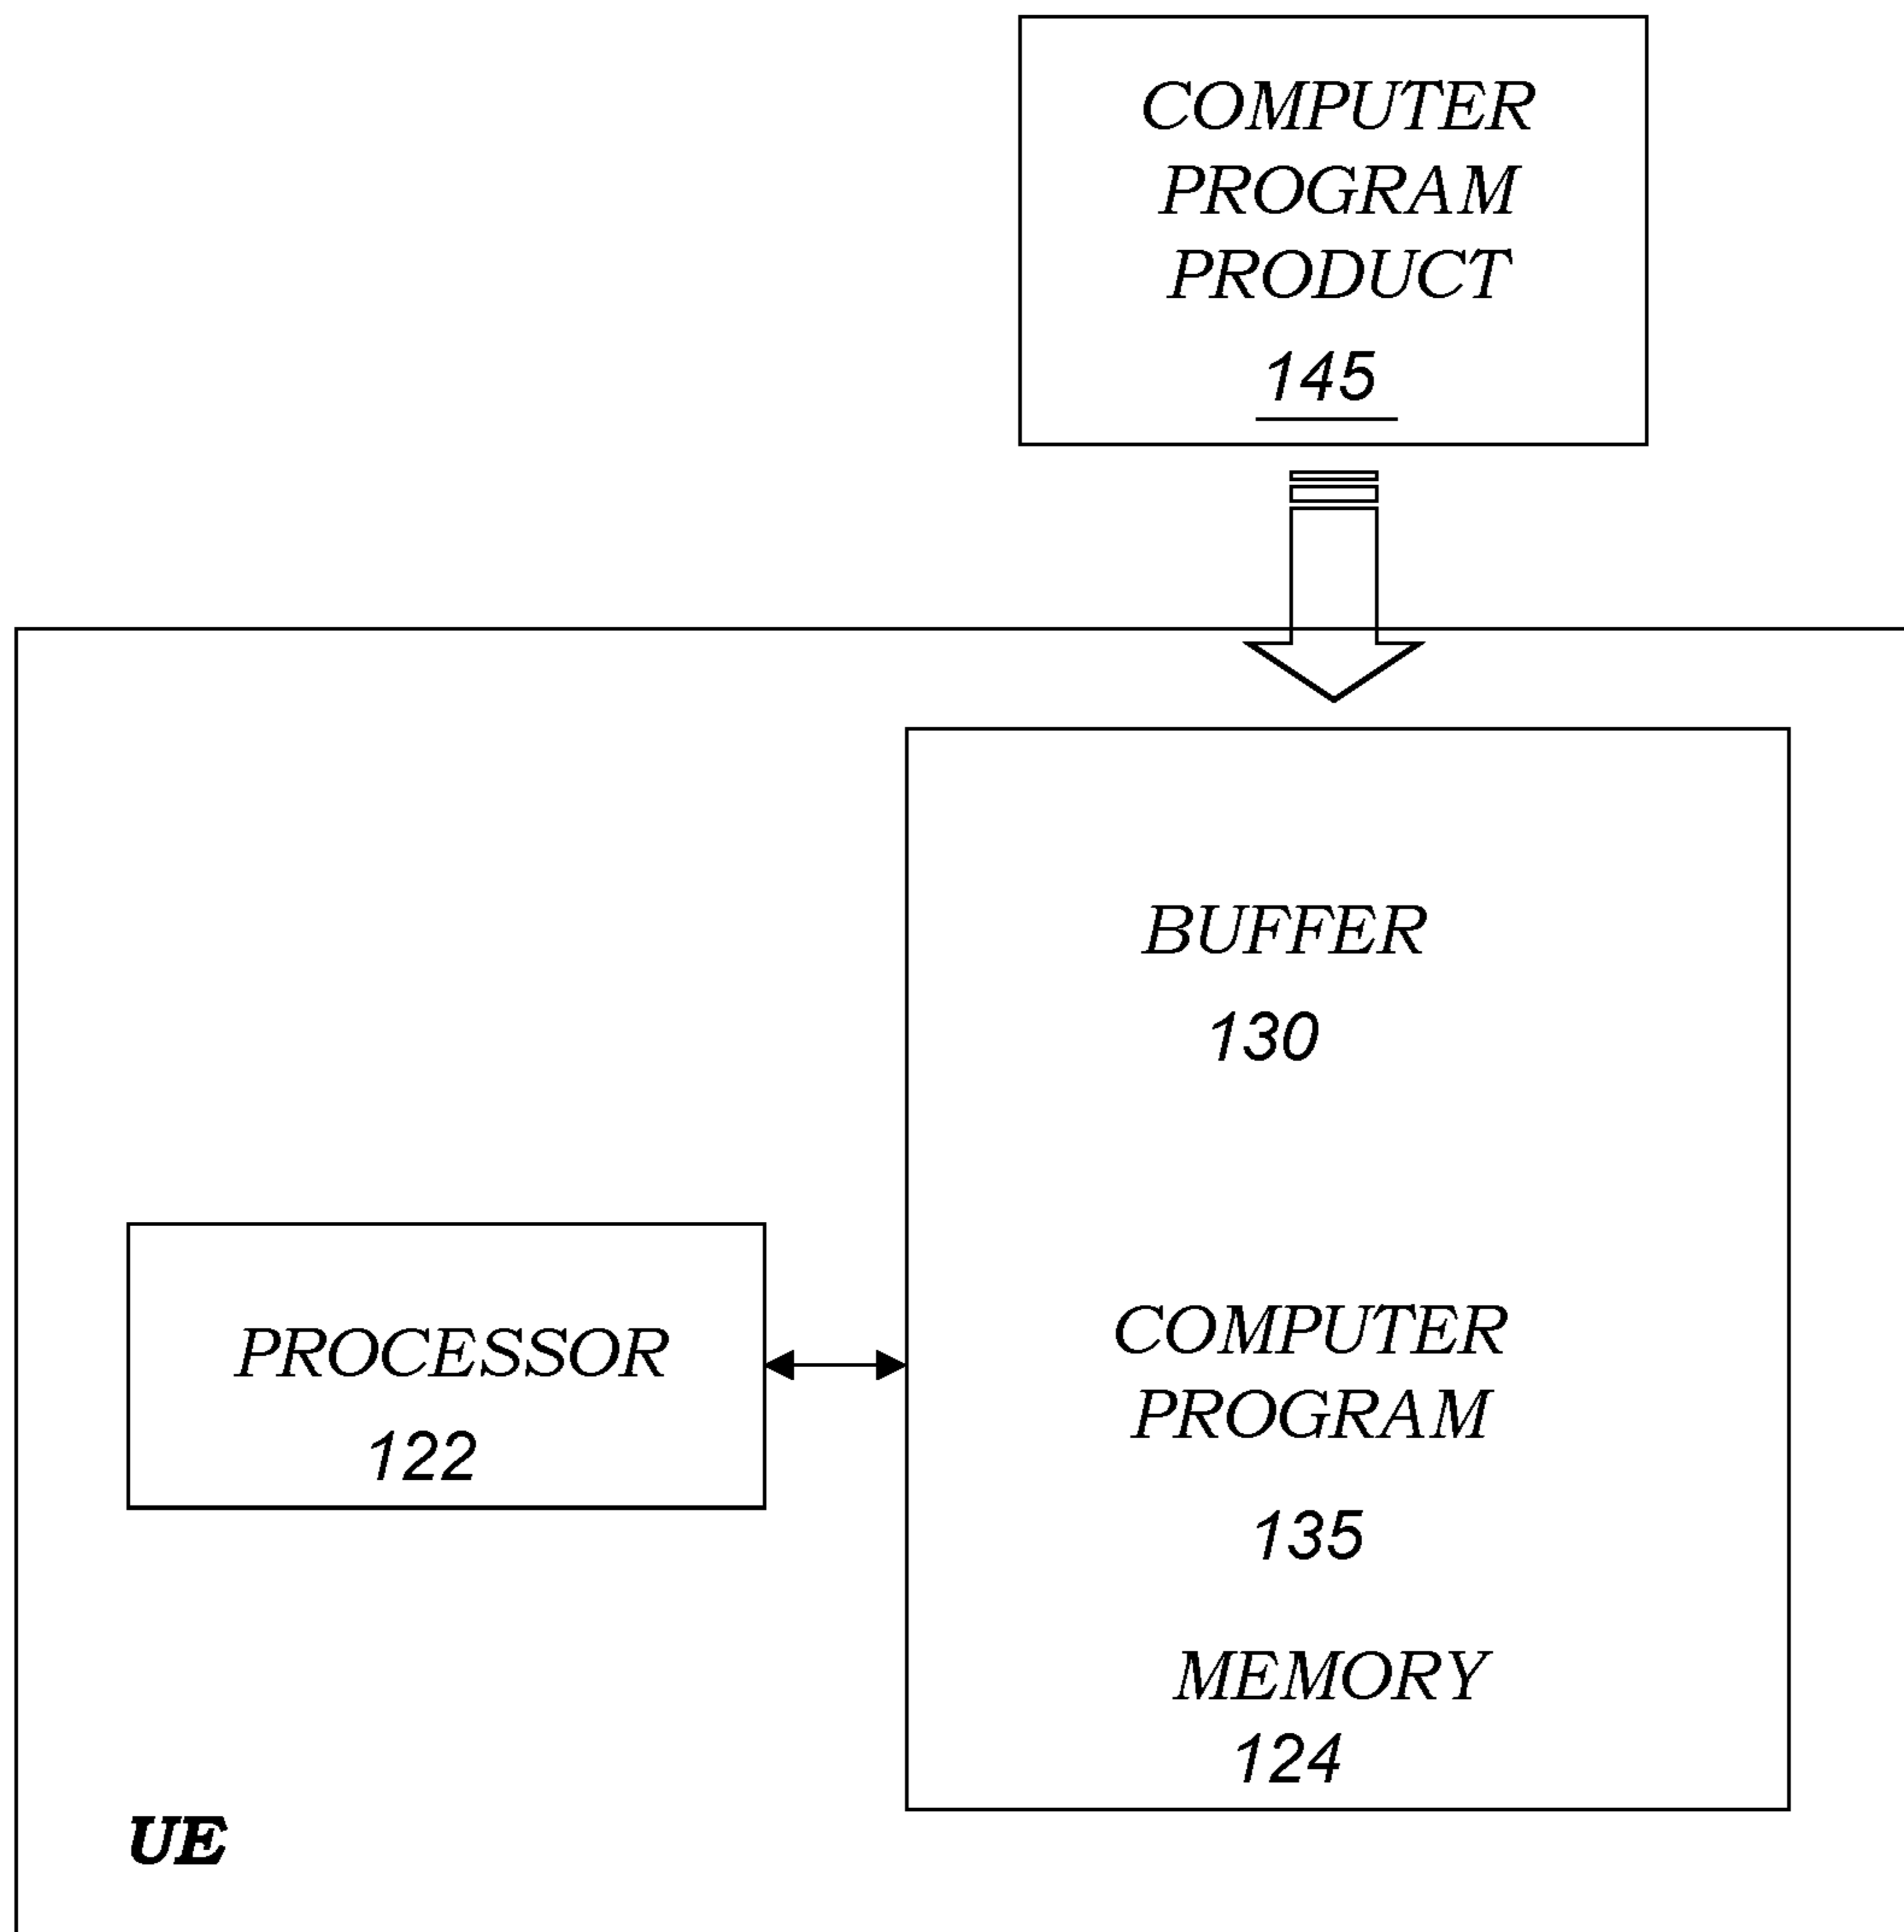 COMPUTER
PROGRAM
PRODUCT
145
BUFFER
130
PROCESSOR
122
COMPUTER
PROGRAM
135
MEMORY
124
UE